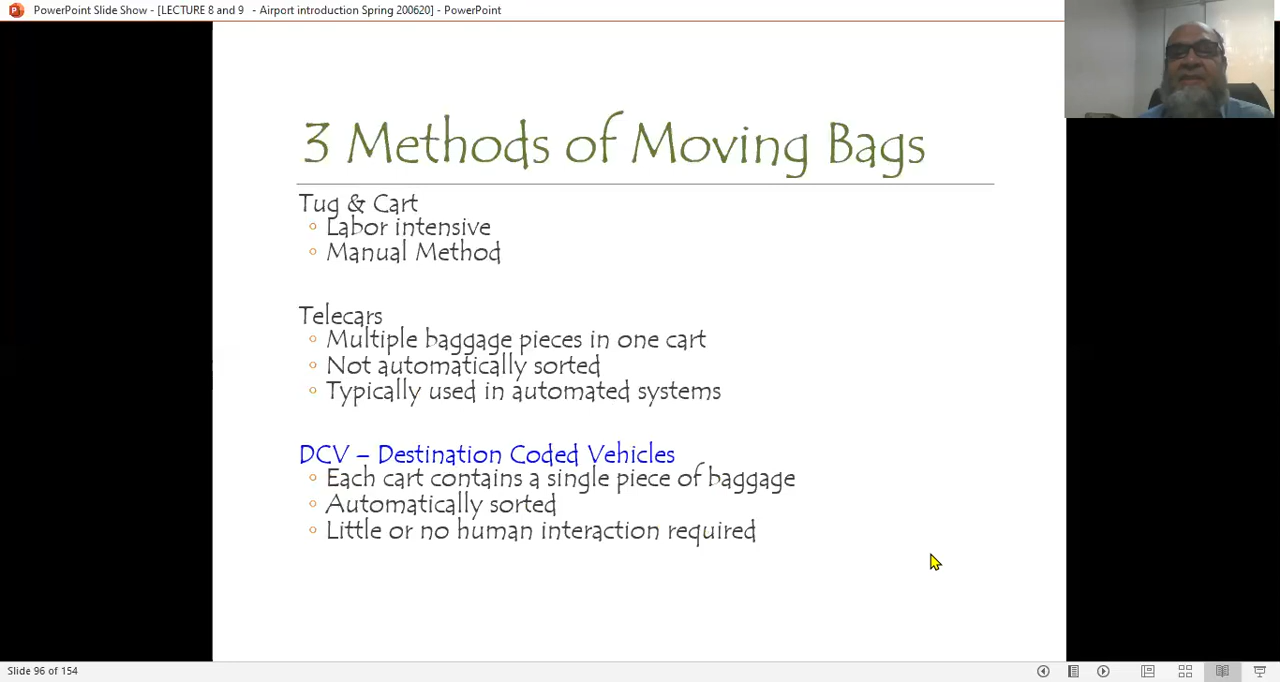 PowerPoint Slide Show - [LECTURE 8 and 9 - Airport introduction Spring 200620] - PowerPoint
3 Methods of Moving Bags
Tug & Cart
◦ Labor intensive
◦ Manual Method
Telecars
◦ Multiple baggage pieces in one cart
◦ Not automatically sorted
◦ Typically used in automated systems
DCV – Destination Coded Vehicles
◦ Each cart contains a single piece of baggage
◦ Automatically sorted
◦ Little or no human interaction required
Slide 96 of 154